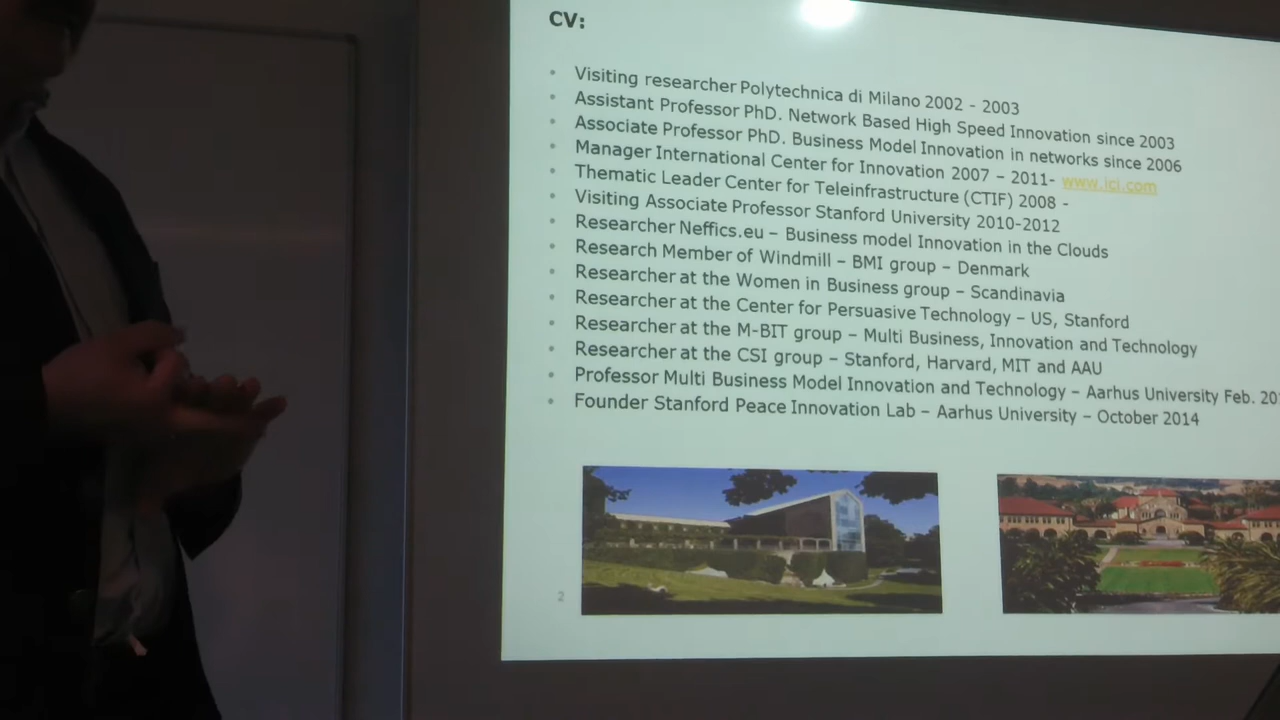 CV:
• Visiting researcher Polytechnica di Milano 2002 - 2003
• Assistant Professor PhD. Network Based High Speed Innovation since 2003
• Associate Professor PhD. Business Model Innovation in networks since 2006
• Manager International Center for Innovation 2007 – 2011- www.ici.com
• Thematic Leader Center for Teleinfrastructure (CTIF) 2008 -
• Visiting Associate Professor Stanford University 2010-2012
• Researcher Neffics.eu – Business model Innovation in the Clouds
• Research Member of Windmill – BMI group – Denmark
• Researcher at the Women in Business group – Scandinavia
• Researcher at the Center for Persuasive Technology – US, Stanford
• Researcher at the M-BIT group – Multi Business, Innovation and Technology
• Researcher at the CSI group – Stanford, Harvard, MIT and AAU
• Professor Multi Business Model Innovation and Technology – Aarhus University Feb.
• Founder Stanford Peace Innovation Lab – Aarhus University – October 2014
2